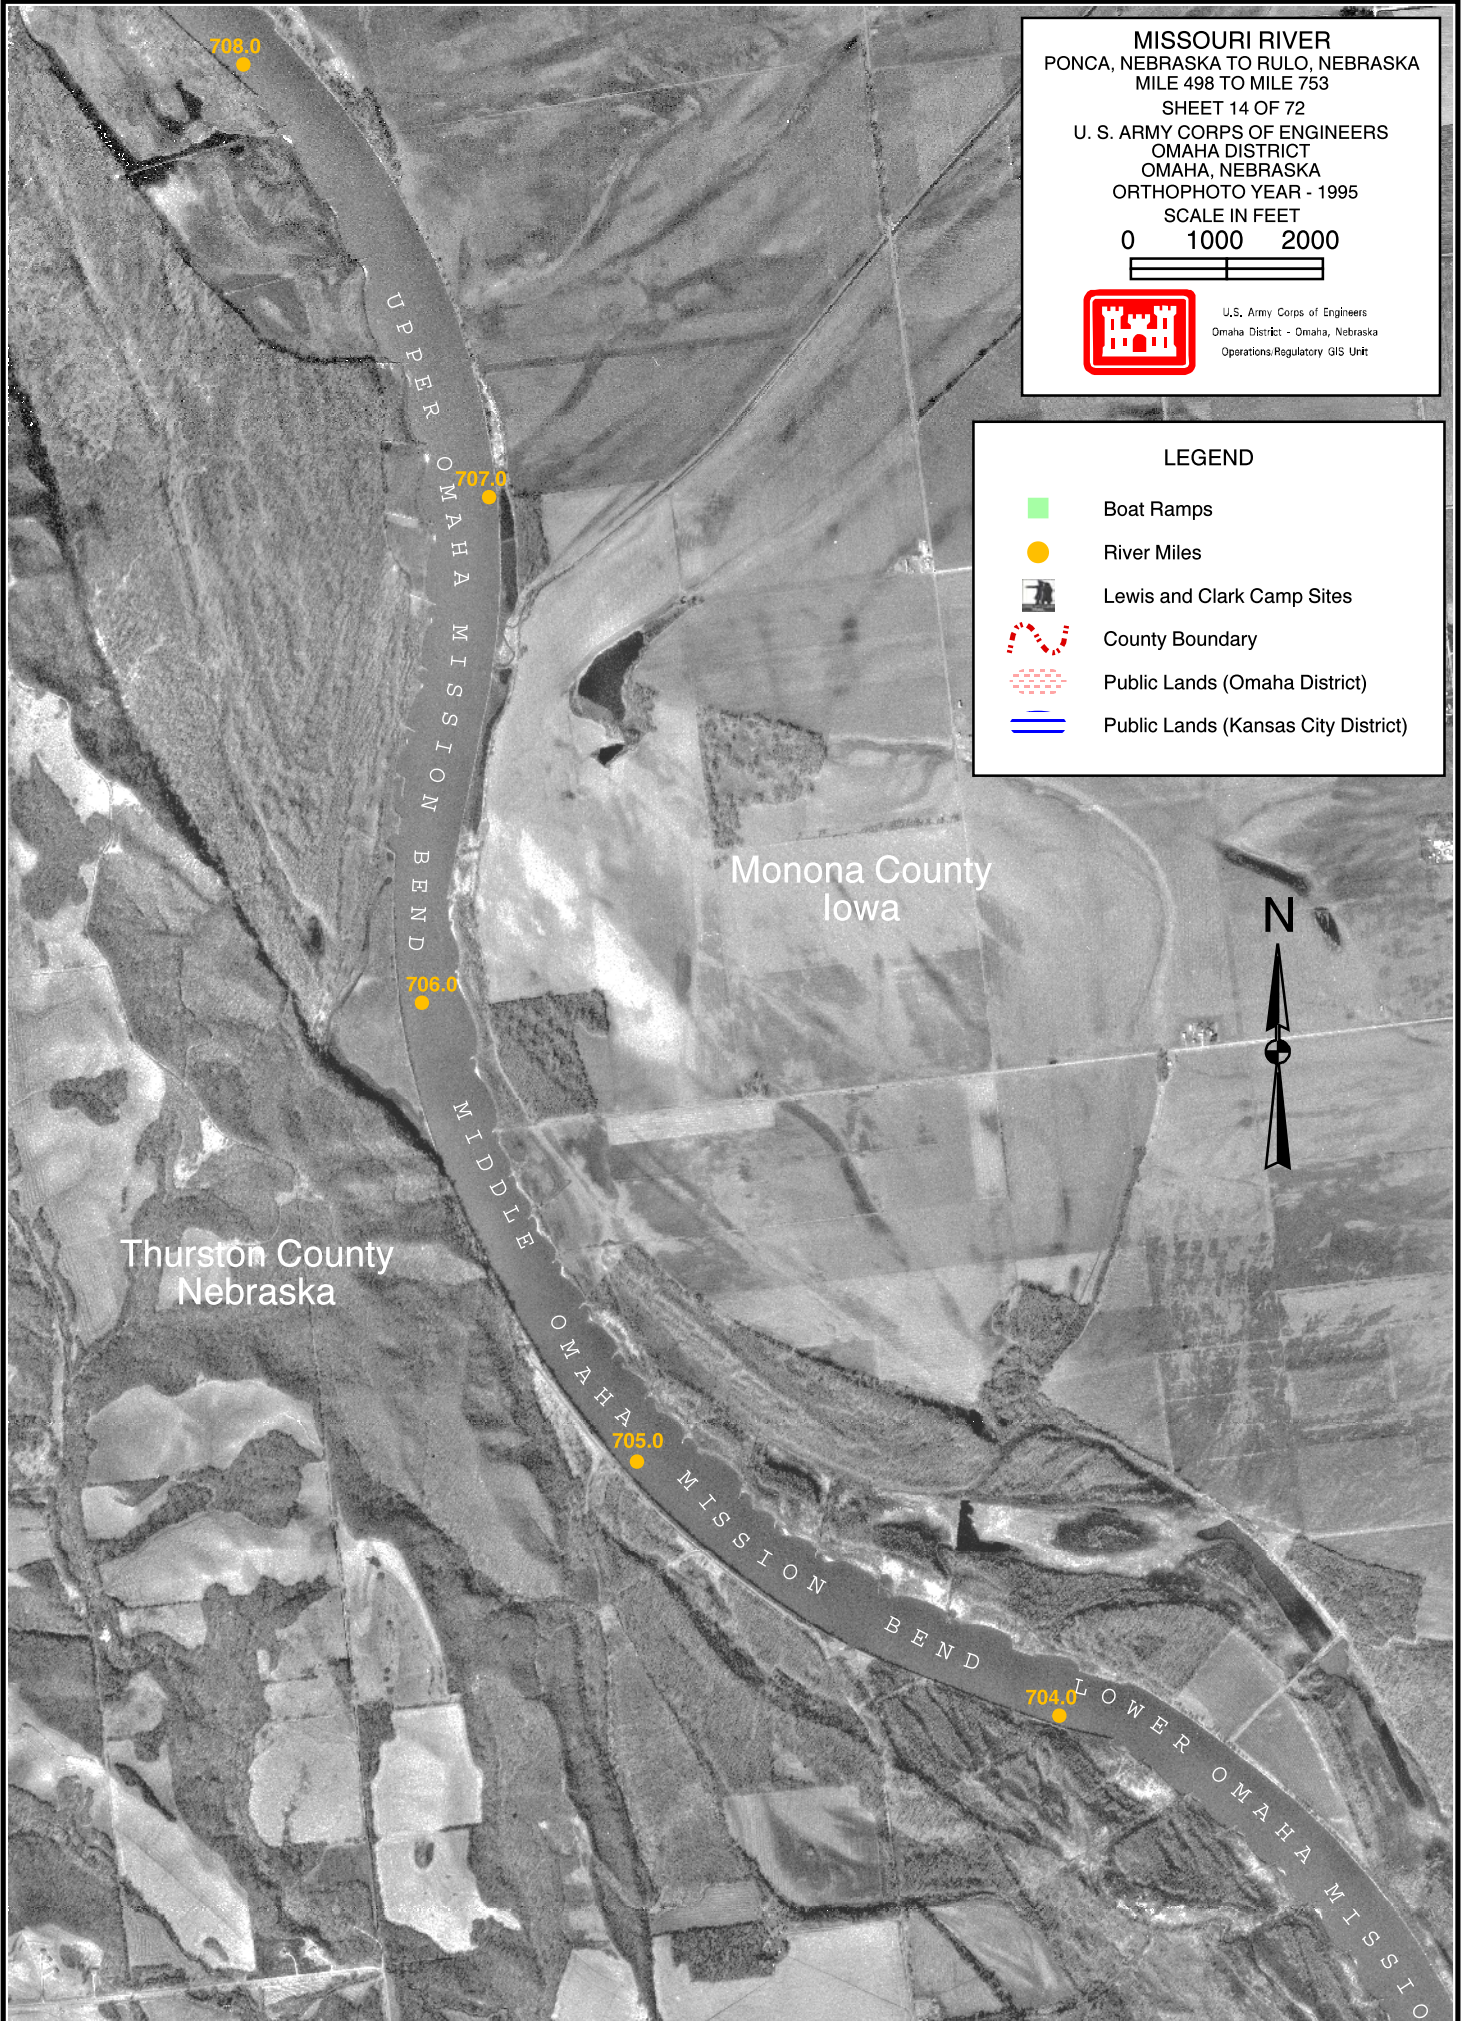 MISSOURI RIVER
PONCA, NEBRASKA TO RULO, NEBRASKA
MILE 498 TO MILE 753
SHEET 14 OF 72
U. S. ARMY CORPS OF ENGINEERS
OMAHA DISTRICT
OMAHA, NEBRASKA
ORTHOPHOTO YEAR - 1995
SCALE IN FEET
0 1000 2000
U.S. Army Corps of Engineers
Omaha District - Omaha, Nebraska
Operations/Regulatory GIS Unit
LEGEND
Boat Ramps
River Miles
Lewis and Clark Camp Sites
County Boundary
Public Lands (Omaha District)
Public Lands (Kansas City District)
708.0
UPPER OMAHA MISSION BEND
707.0
Monona County
Iowa
N
706.0
MIDDLE OMAHA MISSION BEND
Thurston County
Nebraska
705.0
704.0
LOWER OMAHA MISSIO